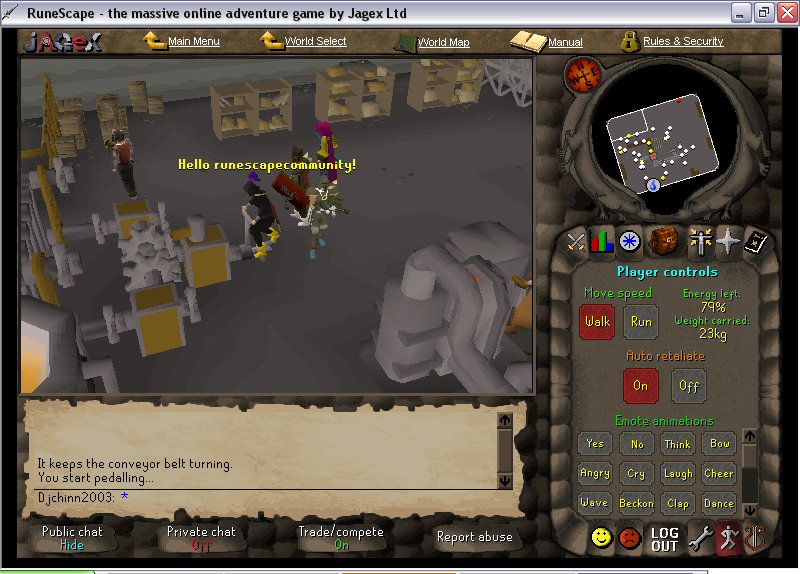 RuneScape - the massive online adventure game by Jagex Ltd
JAGEX
Main Menu
World Select
World Map
Manual
Rules & Security
Hello runescapecommunity!
Player controls
Move speed
Energy left:
79%
Walk
Run
Weight carried:
23kg
Auto retaliate
On
Off
Emote animations
Yes
No
Think
Bow
Angry
Cry
Laugh
Cheer
Wave
Beckon
Clap
Dance
It keeps the conveyor belt turning.
You start pedalling...
Djchinn2003: *
Public chat
Hide
Private chat
Off
Trade/compete
On
Report abuse
LOG
OUT